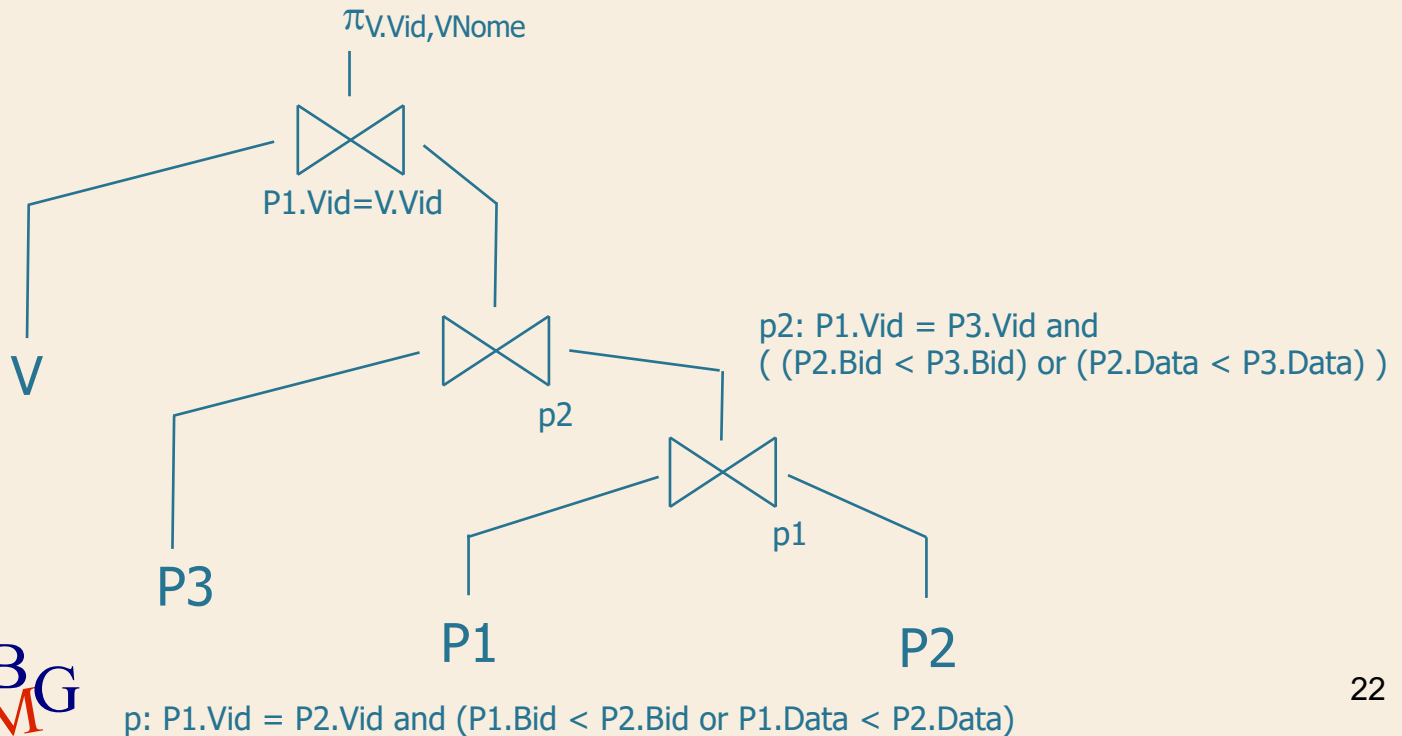 πV.Vid,VNome
P1.Vid=V.Vid
V
p2: P1.Vid = P3.Vid and
( (P2.Bid < P3.Bid) or (P2.Data < P3.Data) )
p2
p1
P3
P1
P2
BG
M
22
p: P1.Vid = P2.Vid and (P1.Bid < P2.Bid or P1.Data < P2.Data)